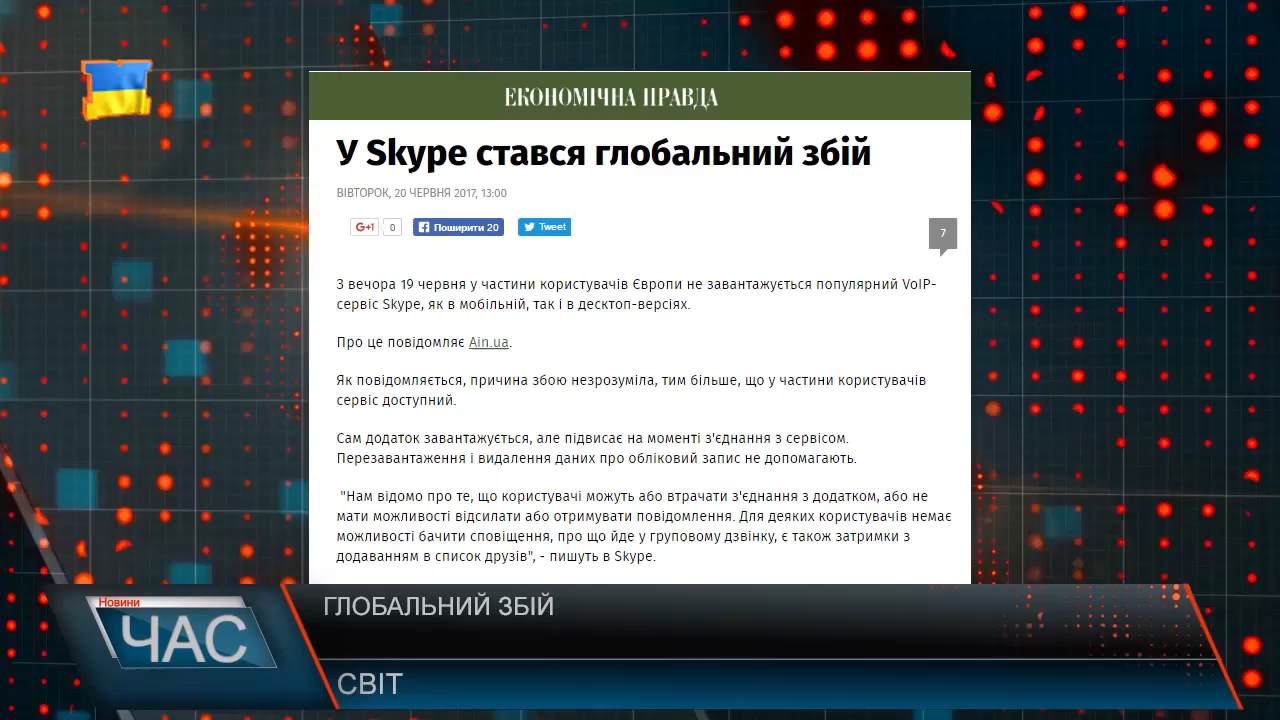 ЕКОНОМІЧНА ПРАВДА
У Skype стався глобальний збій
ВІВТОРОК, 20 ЧЕРВНЯ 2017, 13:00
G+1 0 Поширити 20 Tweet
7
З вечора 19 червня у частини користувачів Європи не завантажується популярний VoIP-
сервіс Skype, як в мобільній, так і в десктоп-версіях.
Про це повідомляє Ain.ua.
Як повідомляється, причина збою незрозуміла, тим більше, що у частини користувачів
сервіс доступний.
Сам додаток завантажується, але підвисає на моменті з'єднання з сервісом.
Перезавантаження і видалення даних про обліковий запис не допомагають.
"Нам відомо про те, що користувачі можуть або втрачати з'єднання з додатком, або не
мати можливості відсилати або отримувати повідомлення. Для деяких користувачів немає
можливості бачити сповіщення, про що йде у груповому дзвінку, є також затримки з
додаванням в список друзів", - пишуть в Skype.
Новини
ЧАС
ГЛОБАЛЬНИЙ ЗБІЙ
СВІТ